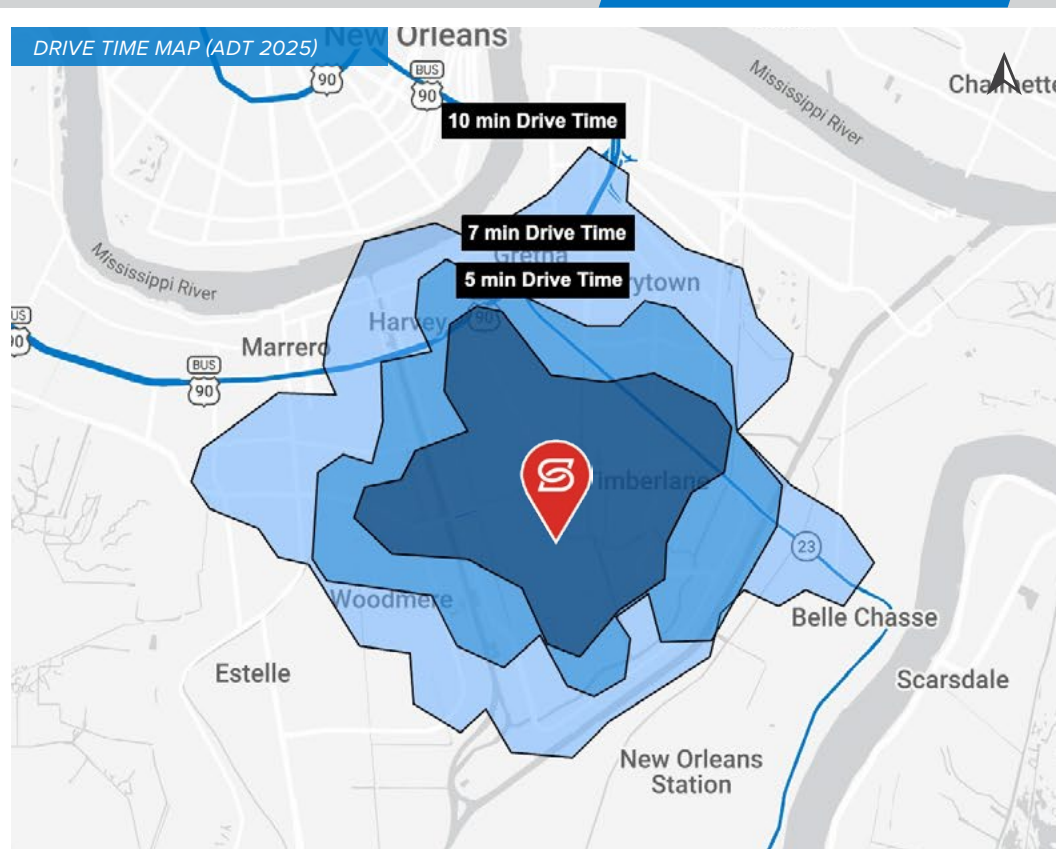 DRIVE TIME MAP (ADT 2025)
New Orleans
90
BUS
90
Mississippi River
10 min Drive Time
7 min Drive Time
Gretna
5 min Drive Time
rytown
Mississippi River
US
90
Harvey
90
Marrero
BUS
90
Timberlane
23
Woodmere
Belle Chasse
Estelle
Scarsdale
New Orleans
Station